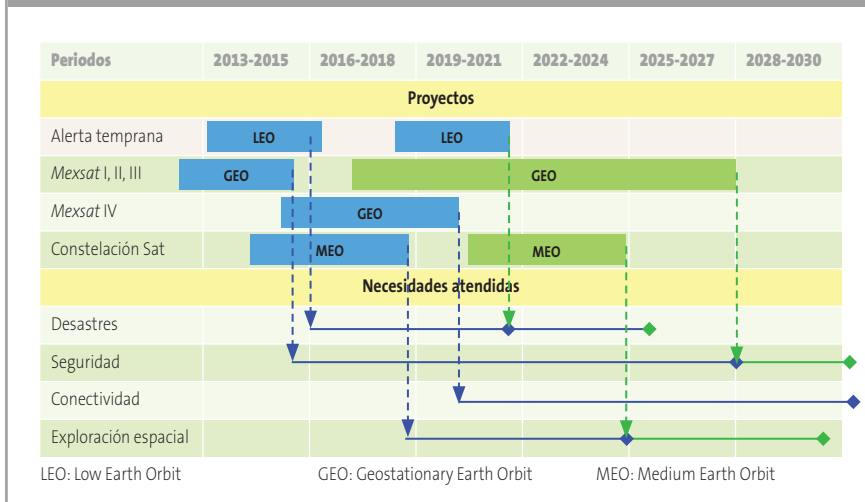 Periodos 2013-2015 2016-2018 2019-2021 2022-2024 2025-2027 2028-2030
Proyectos
Alerta temprana LEO LEO
Mexsat I, II, III GEO GEO
Mexsat IV GEO
Constelación Sat MEO MEO
Necesidades atendidas
Desastres
Seguridad
Conectividad
Exploración espacial
LEO: Low Earth Orbit GEO: Geostationary Earth Orbit MEO: Medium Earth Orbit